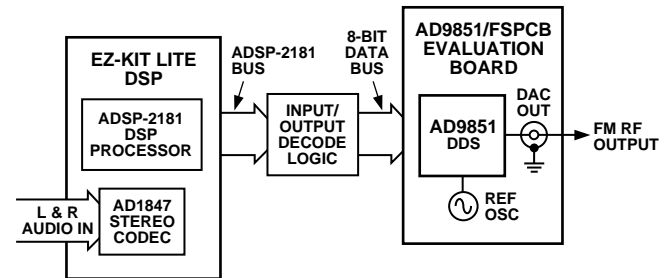 EZ-KIT LITE
DSP
ADSP-2181
DSP
PROCESSOR
L & R
AUDIO IN
AD1847
STEREO
CODEC
ADSP-2181
BUS
INPUT/
OUTPUT
DECODE
LOGIC
8-BIT
DATA
BUS
AD9851/FSPCB
EVALUATION
BOARD
AD9851
DDS
DAC
OUT
REF
OSC
FM RF
OUTPUT